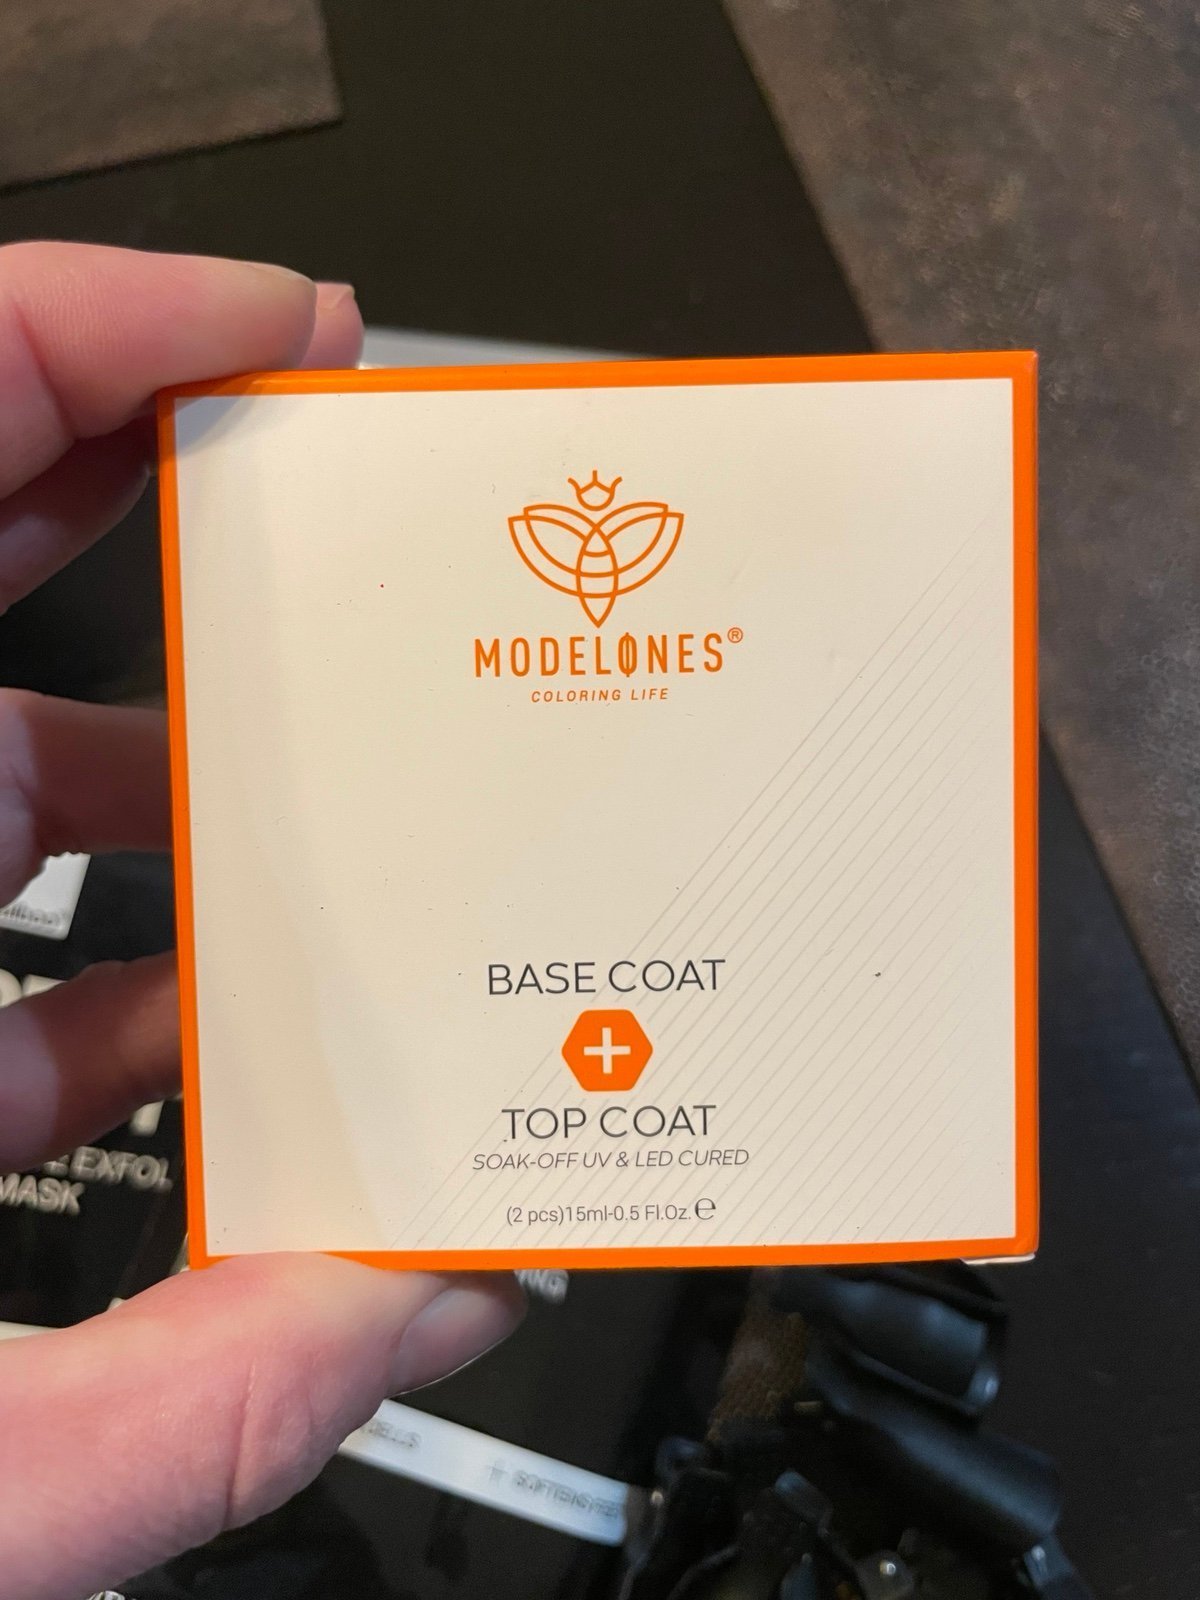 MODELONES®
COLORING LIFE
BASE COAT
+
TOP COAT
SOAK-OFF UV & LED CURED
(2 pcs)15ml-0.5 Fl.Oz.℮
MASK